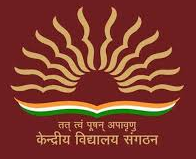 तत् त्वं पूषन् अपावृणु
केन्द्रीय विद्यालय संगठन